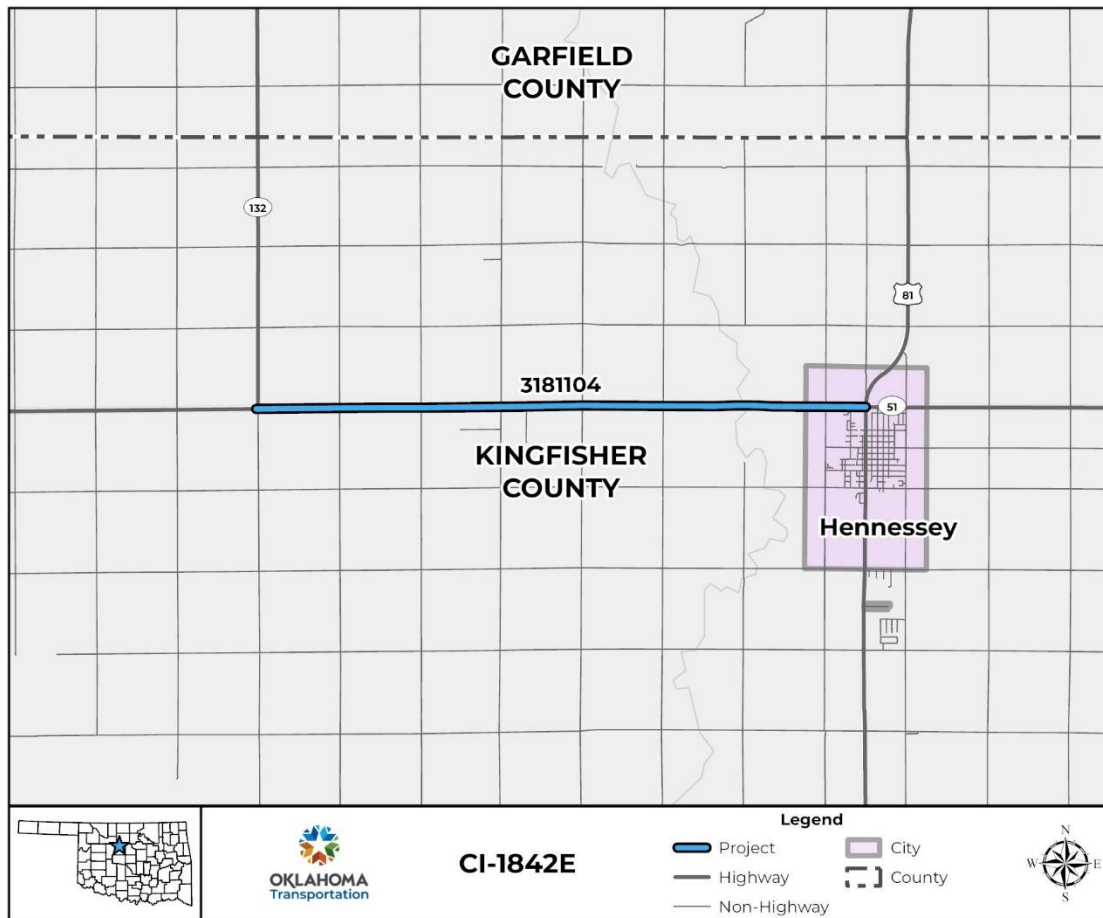 GARFIELD
COUNTY
132
81
3181104
51
KINGFISHER
COUNTY
Hennessey
OKLAHOMA
Transportation
CI-1842E
Legend
Project
Highway
Non-Highway
City
County
N
W
E
S